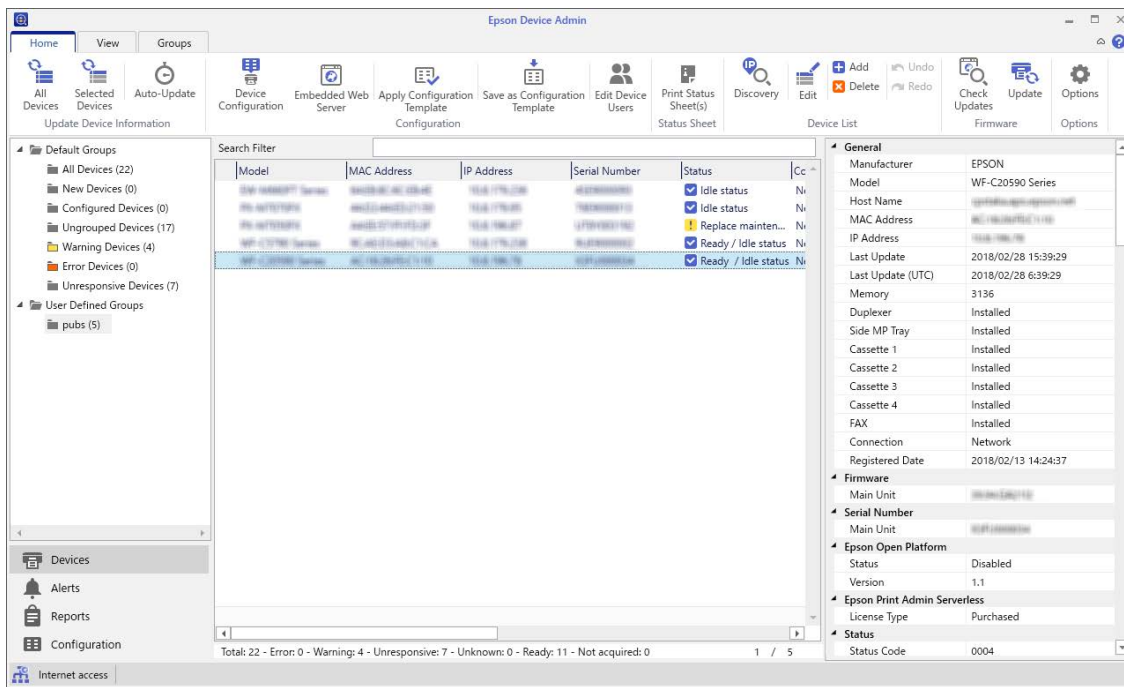 Epson Device Admin
Home View Groups
All Devices
Selected Devices
Auto-Update
Device Configuration
Embedded Web Server
Apply Configuration Template
Save as Configuration Template
Edit Device Users
Print Status Sheet(s)
Discovery
Edit
Add
Delete
Undo
Redo
Check Updates
Update
Options
Update Device Information Configuration Status Sheet Device List Firmware Options
Default Groups
All Devices (22)
New Devices (0)
Configured Devices (0)
Ungrouped Devices (17)
Warning Devices (4)
Error Devices (0)
Unresponsive Devices (7)
User Defined Groups
pubs (5)
Devices
Alerts
Reports
Configuration
Internet access
Search Filter
Model MAC Address IP Address Serial Number Status
Idle status
Idle status
Replace mainten...
Ready / Idle status
Ready / Idle status
Total: 22 - Error: 0 - Warning: 4 - Unresponsive: 7 - Unknown: 0 - Ready: 11 - Not acquired: 0 1 / 5
General
Manufacturer EPSON
Model WF-C20590 Series
Host Name
MAC Address
IP Address
Last Update 2018/02/28 15:39:29
Last Update (UTC) 2018/02/28 6:39:29
Memory 3136
Duplexer Installed
Side MP Tray Installed
Cassette 1 Installed
Cassette 2 Installed
Cassette 3 Installed
Cassette 4 Installed
FAX Installed
Connection Network
Registered Date 2018/02/13 14:24:37
Firmware
Main Unit
Serial Number
Main Unit
Epson Open Platform
Status Disabled
Version 1.1
Epson Print Admin Serverless
License Type Purchased
Status
Status Code 0004